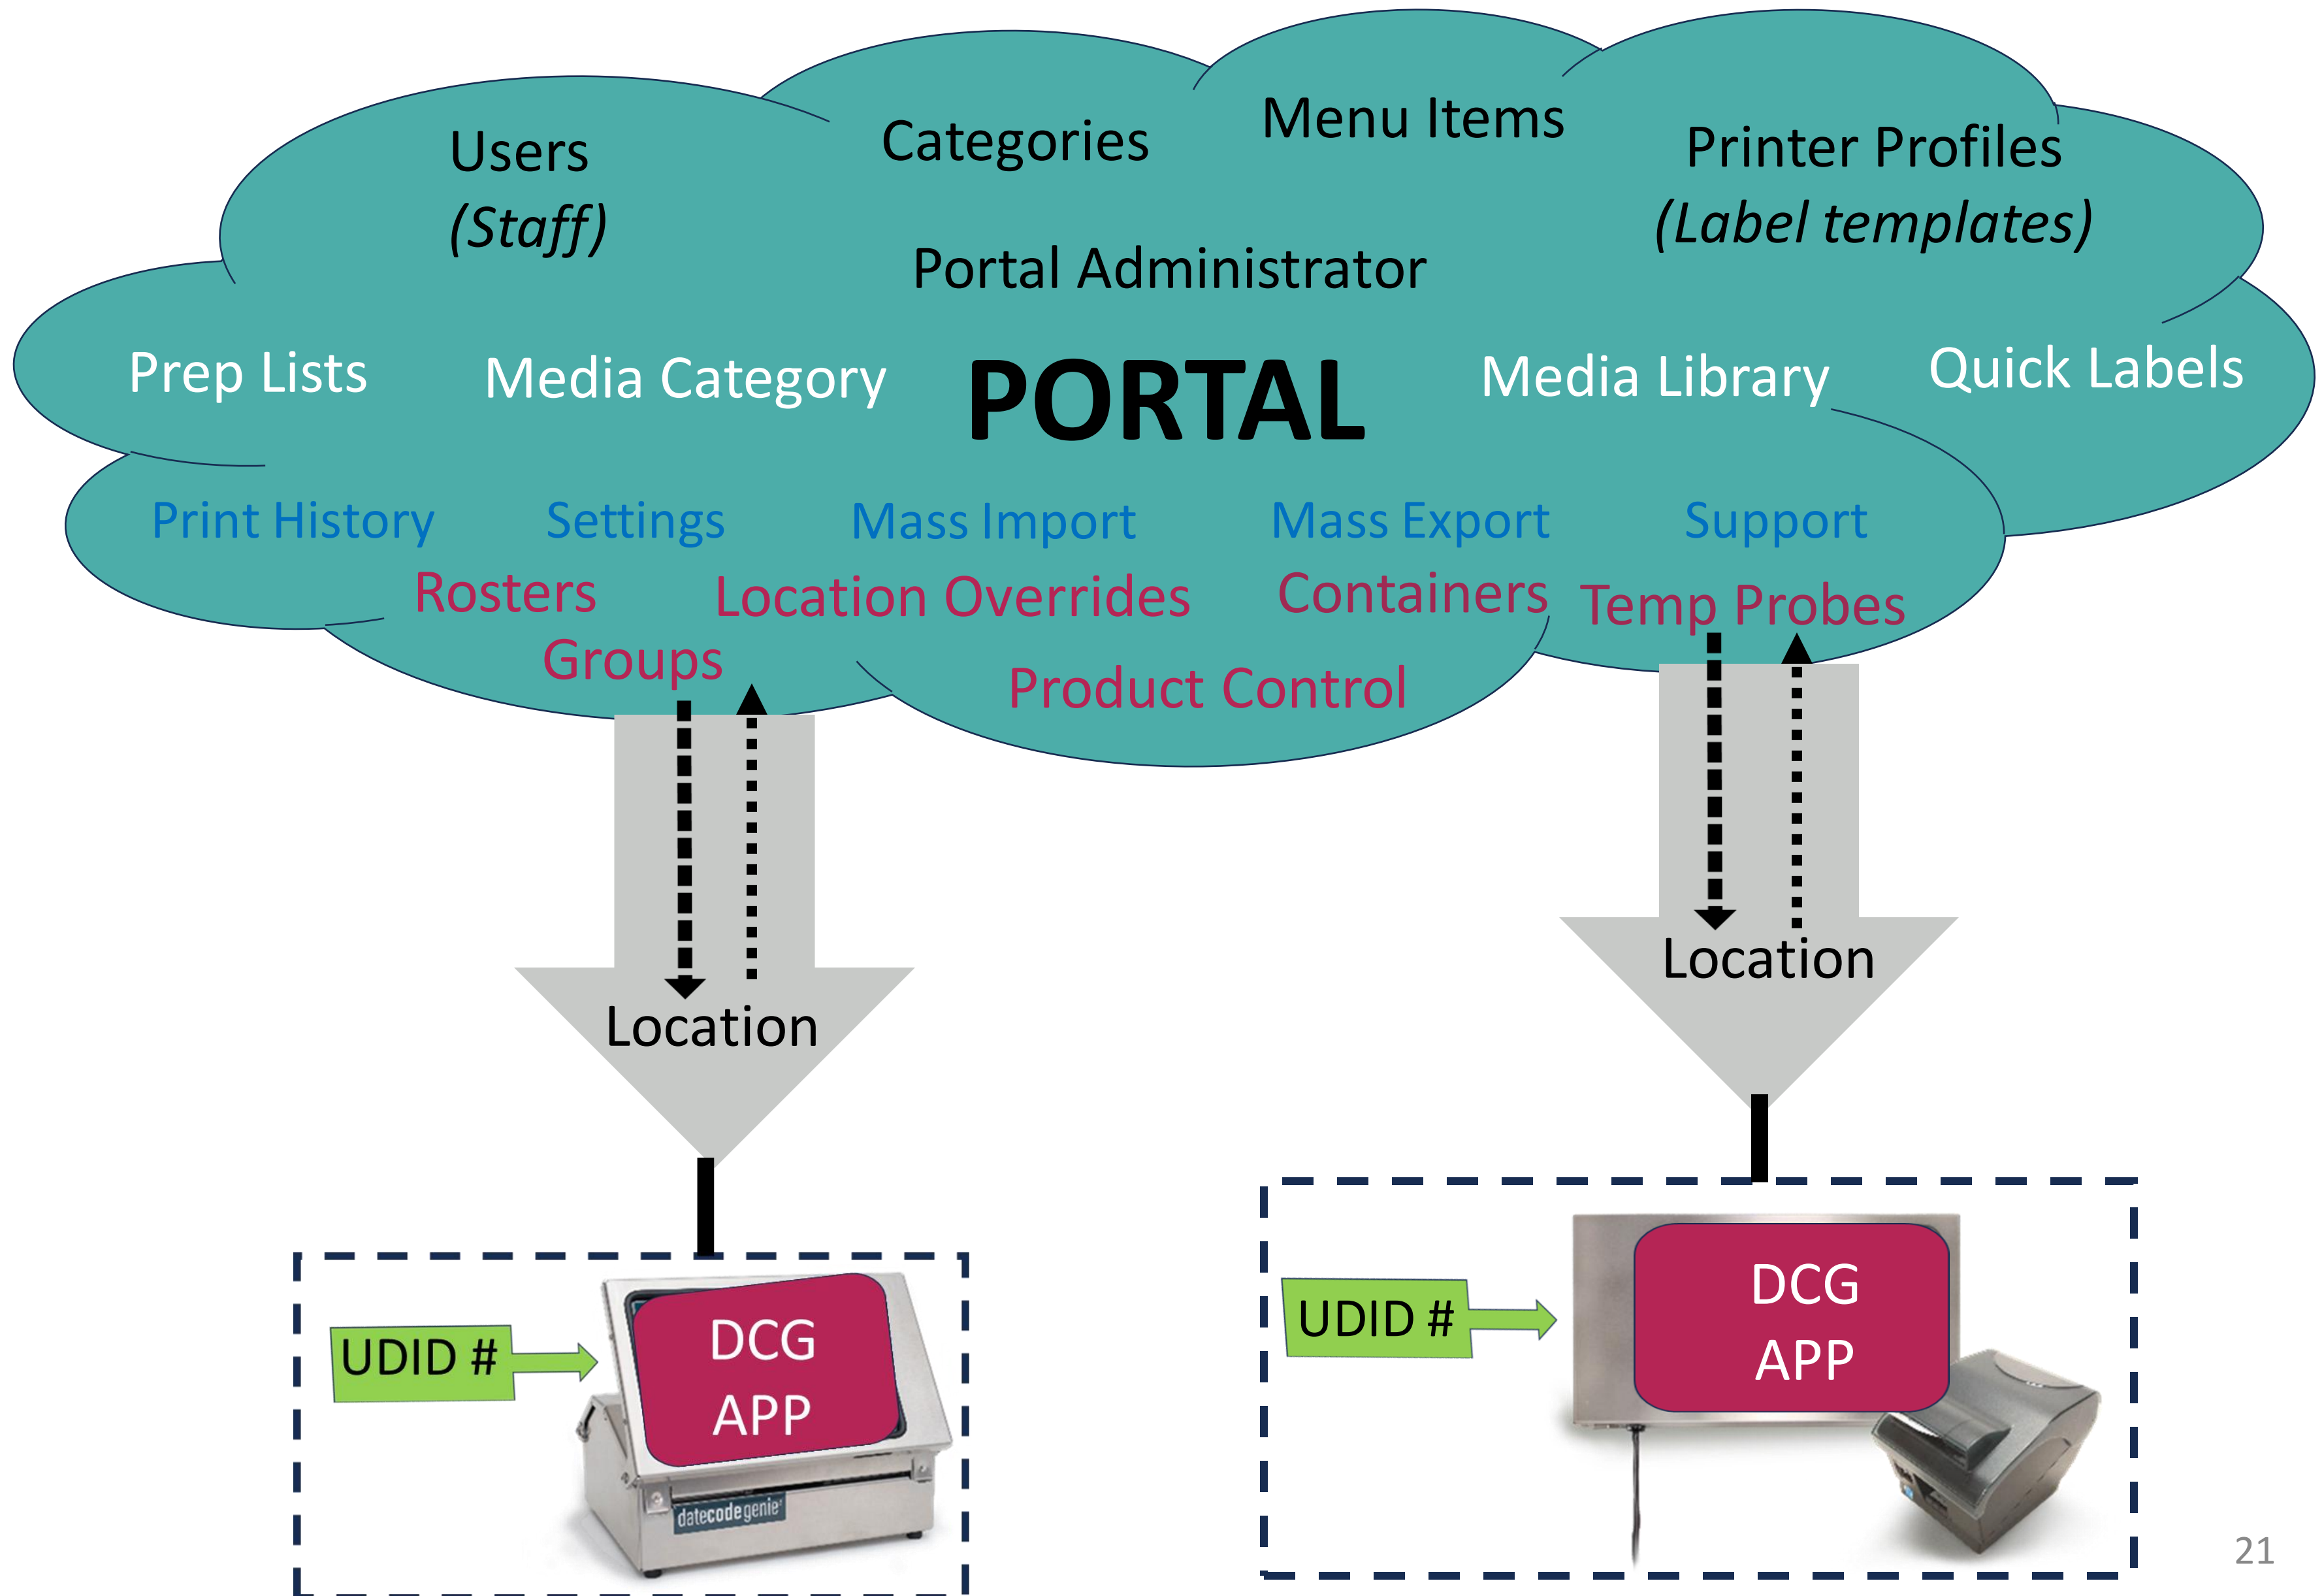 Users
(Staff)
Categories
Menu Items
Printer Profiles
(Label templates)
Portal Administrator
Prep Lists
Media Category
PORTAL
Media Library
Quick Labels
Print History
Settings
Mass Import
Mass Export
Support
Rosters
Location Overrides
Containers
Temp Probes
Groups
Product Control
Location
Location
UDID #
DCG
APP
datecodegenie
UDID #
DCG
APP
21